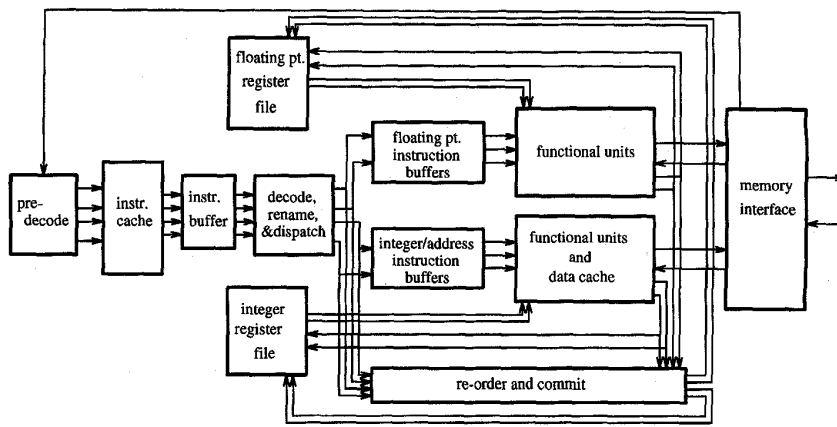 floating pt.
register
file
floating pt.
instruction
buffers
functional units
memory
interface
pre-
decode
instr.
cache
instr.
buffer
decode,
rename,
&dispatch
integer/address
instruction
buffers
functional units
and
data cache
integer
register
file
re-order and commit